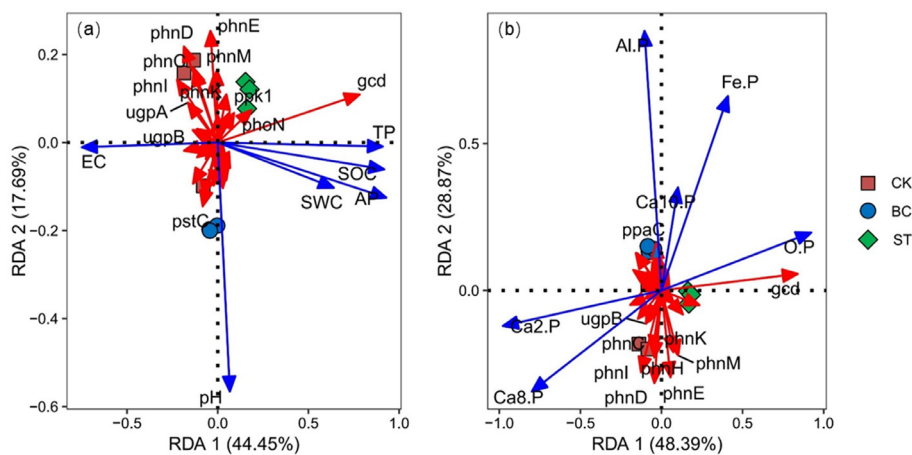 (a)
phnE
phnD
phnM
0.2
phnC
gcd
phnI
phnK
ppk1
ugpA
phoN
ugpB
TP
0.0
EC
SOC
AP
SWC
pstC
-0.2
-0.4
pH
-0.6
-0.5
0.0
0.5
1.0
RDA 1 (44.45%)
RDA 2 (17.69%)
(b)
Al.P
Fe.P
0.5
Ca10.P
ppaC
O.P
0.0
gcd
Ca2.P
ugpB
phnC
phnK
phnH
phnM
phnI
Ca8.P
phnD
phnE
-1.0
-0.5
0.0
0.5
1.0
RDA 1 (48.39%)
RDA 2 (28.87%)
CK
BC
ST